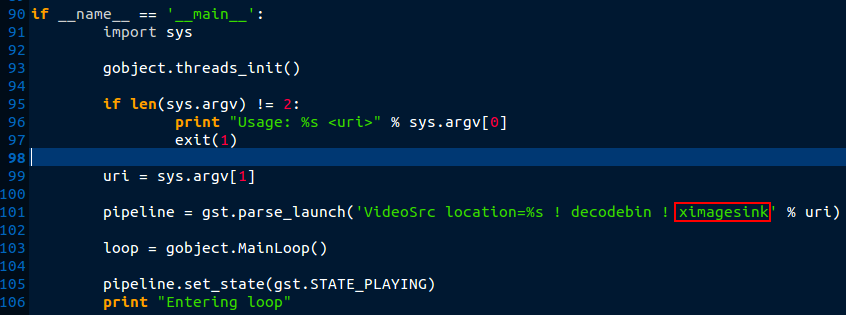 90 if __name__ == '__main__':
91         import sys
92
93         gobject.threads_init()
94
95         if len(sys.argv) != 2:
96                 print "Usage: %s <uri>" % sys.argv[0]
97                 exit(1)
98
99         uri = sys.argv[1]
100
101         pipeline = gst.parse_launch('VideoSrc location=%s ! decodebin ! ximagesink' % uri)
102
103         loop = gobject.MainLoop()
104
105         pipeline.set_state(gst.STATE_PLAYING)
106         print "Entering loop"